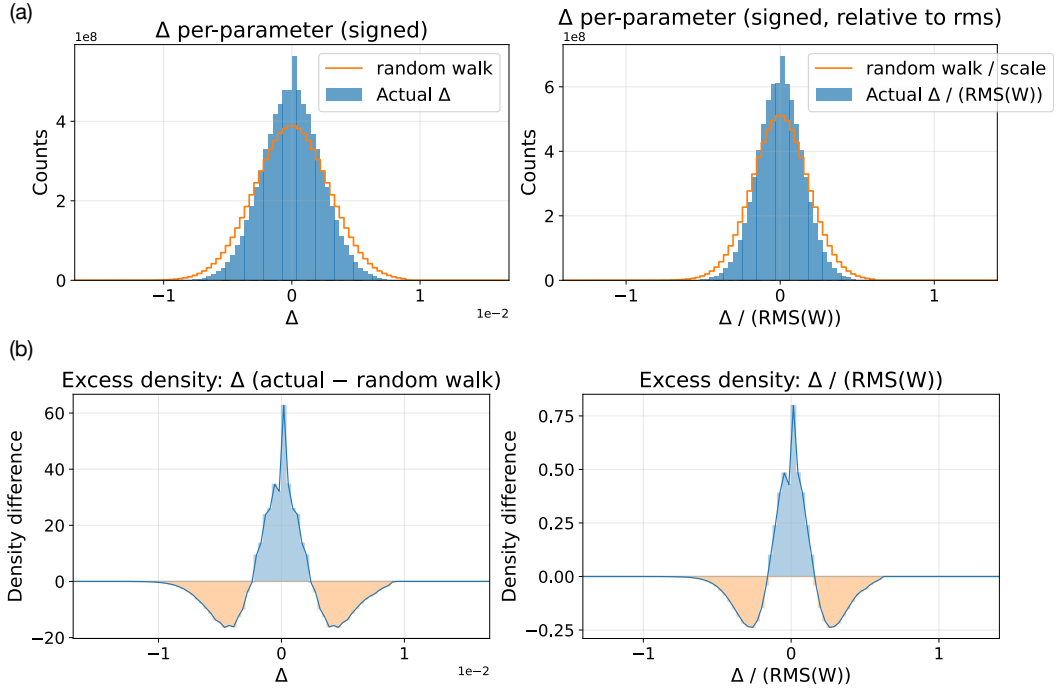 (a)
Δ per-parameter (signed)
1e8
random walk
Actual Δ
Counts
4
2
0
−1
0
1
1e−2
Δ
Δ per-parameter (signed, relative to rms)
1e8
random walk / scale
Actual Δ / (RMS(W))
Counts
6
4
2
0
−1
0
1
Δ / (RMS(W))
(b)
Excess density: Δ (actual − random walk)
Density difference
60
40
20
0
−20
−1
0
1
1e−2
Δ
Excess density: Δ / (RMS(W))
Density difference
0.75
0.50
0.25
0.00
−0.25
−1
0
1
Δ / (RMS(W))